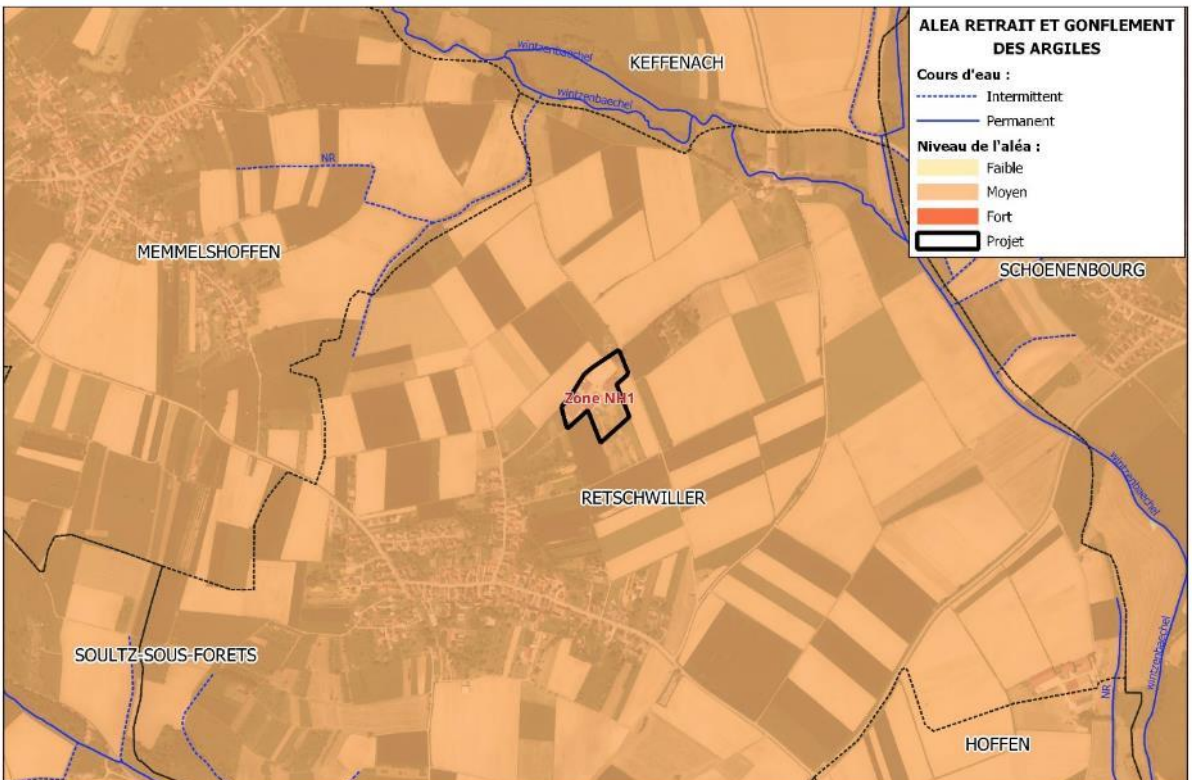 ALEA RETRAIT ET GONFLEMENT
DES ARGILES
Cours d'eau :
Intermittent
Permanent
Niveau de l'aléa :
Faible
Moyen
Fort
Projet
KEFFENACH
wintzenbaechel
wintzenbaechel
NR
MEMMELSHOFFEN
SCHOENENBOURG
Zone NH1
wintzenbaechel
RETSCHWILLER
SOULTZ-SOUS-FORETS
wintzenbaechel
NR
HOFFEN